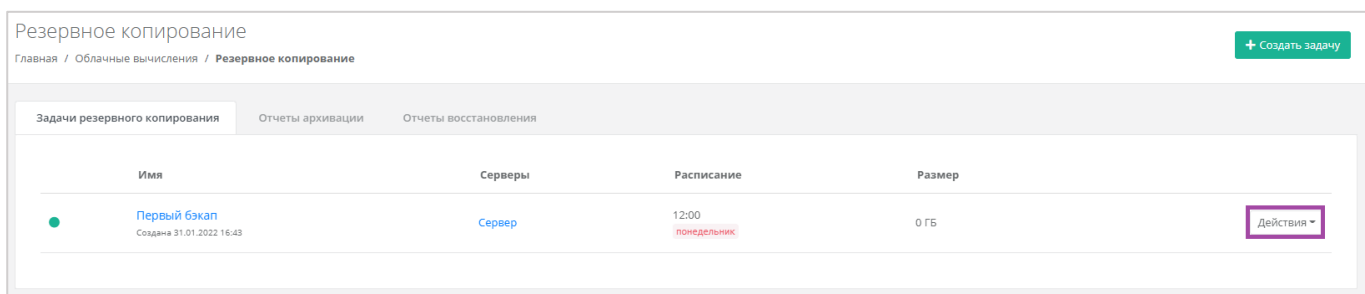 Резервное копирование
Главная / Облачные вычисления / Резервное копирование
+ Создать задачу
Задачи резервного копирования Отчеты архивации Отчеты восстановления
Имя Серверы Расписание Размер
Первый бэкап Сервер 12:00 0 ГБ Действия
Создана 31.01.2022 16:43 понедельник